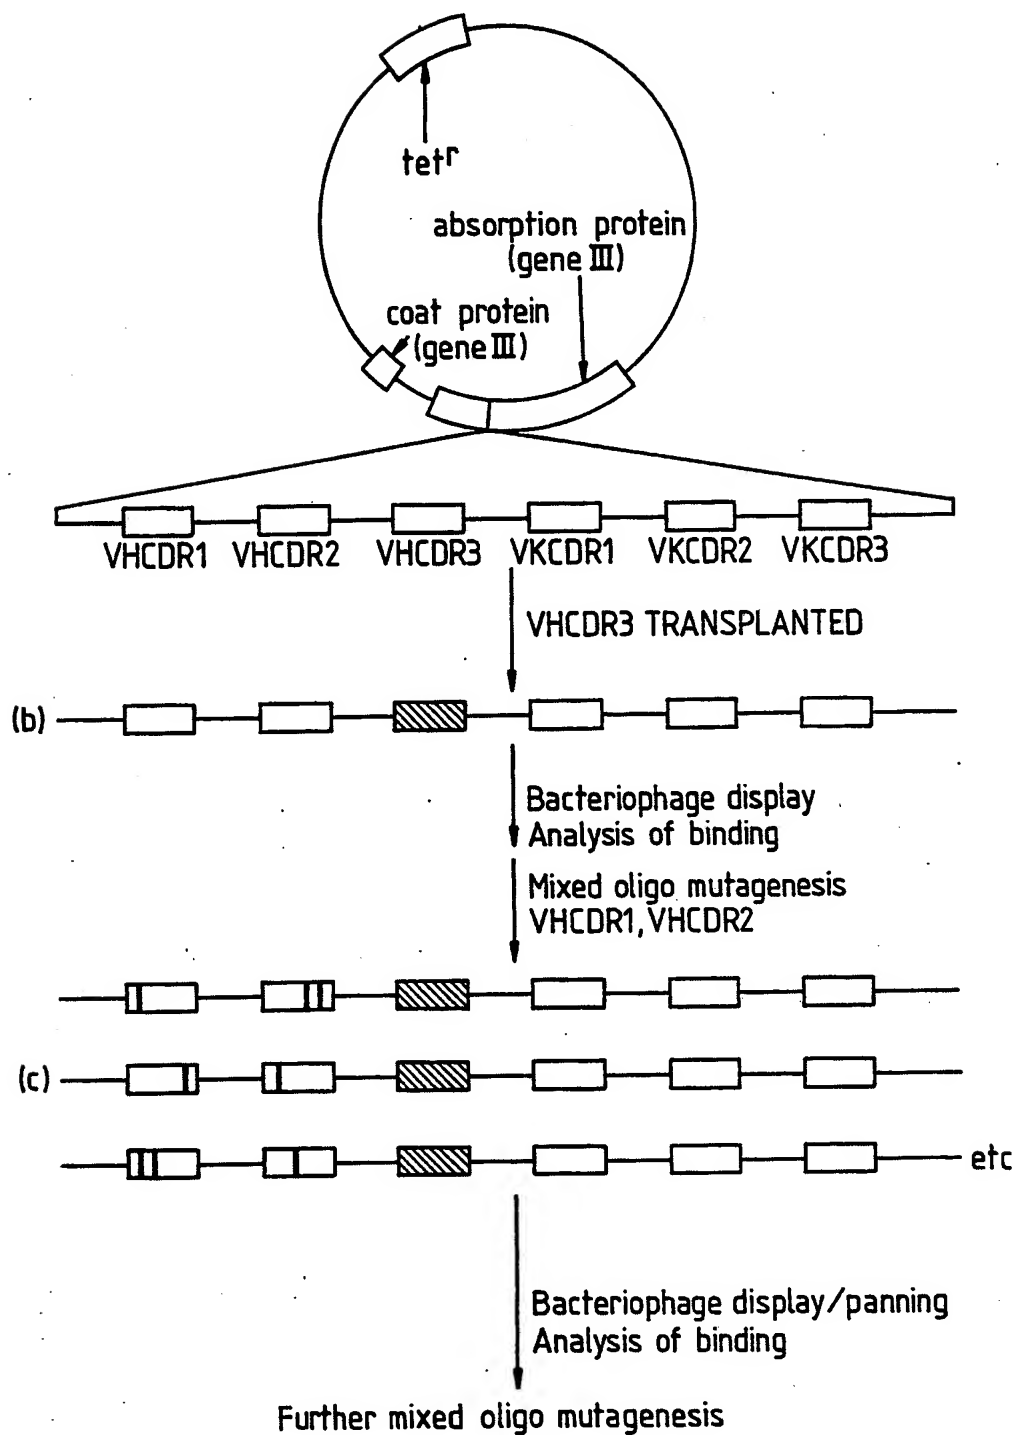 tetʳ
absorption protein
(gene III)
coat protein
(gene III)
VHCDR1 VHCDR2 VHCDR3 VKCDR1 VKCDR2 VKCDR3
VHCDR3 TRANSPLANTED
(b)
Bacteriophage display
Analysis of binding
Mixed oligo mutagenesis
VHCDR1, VHCDR2
(c)
etc
Bacteriophage display/panning
Analysis of binding
Further mixed oligo mutagenesis